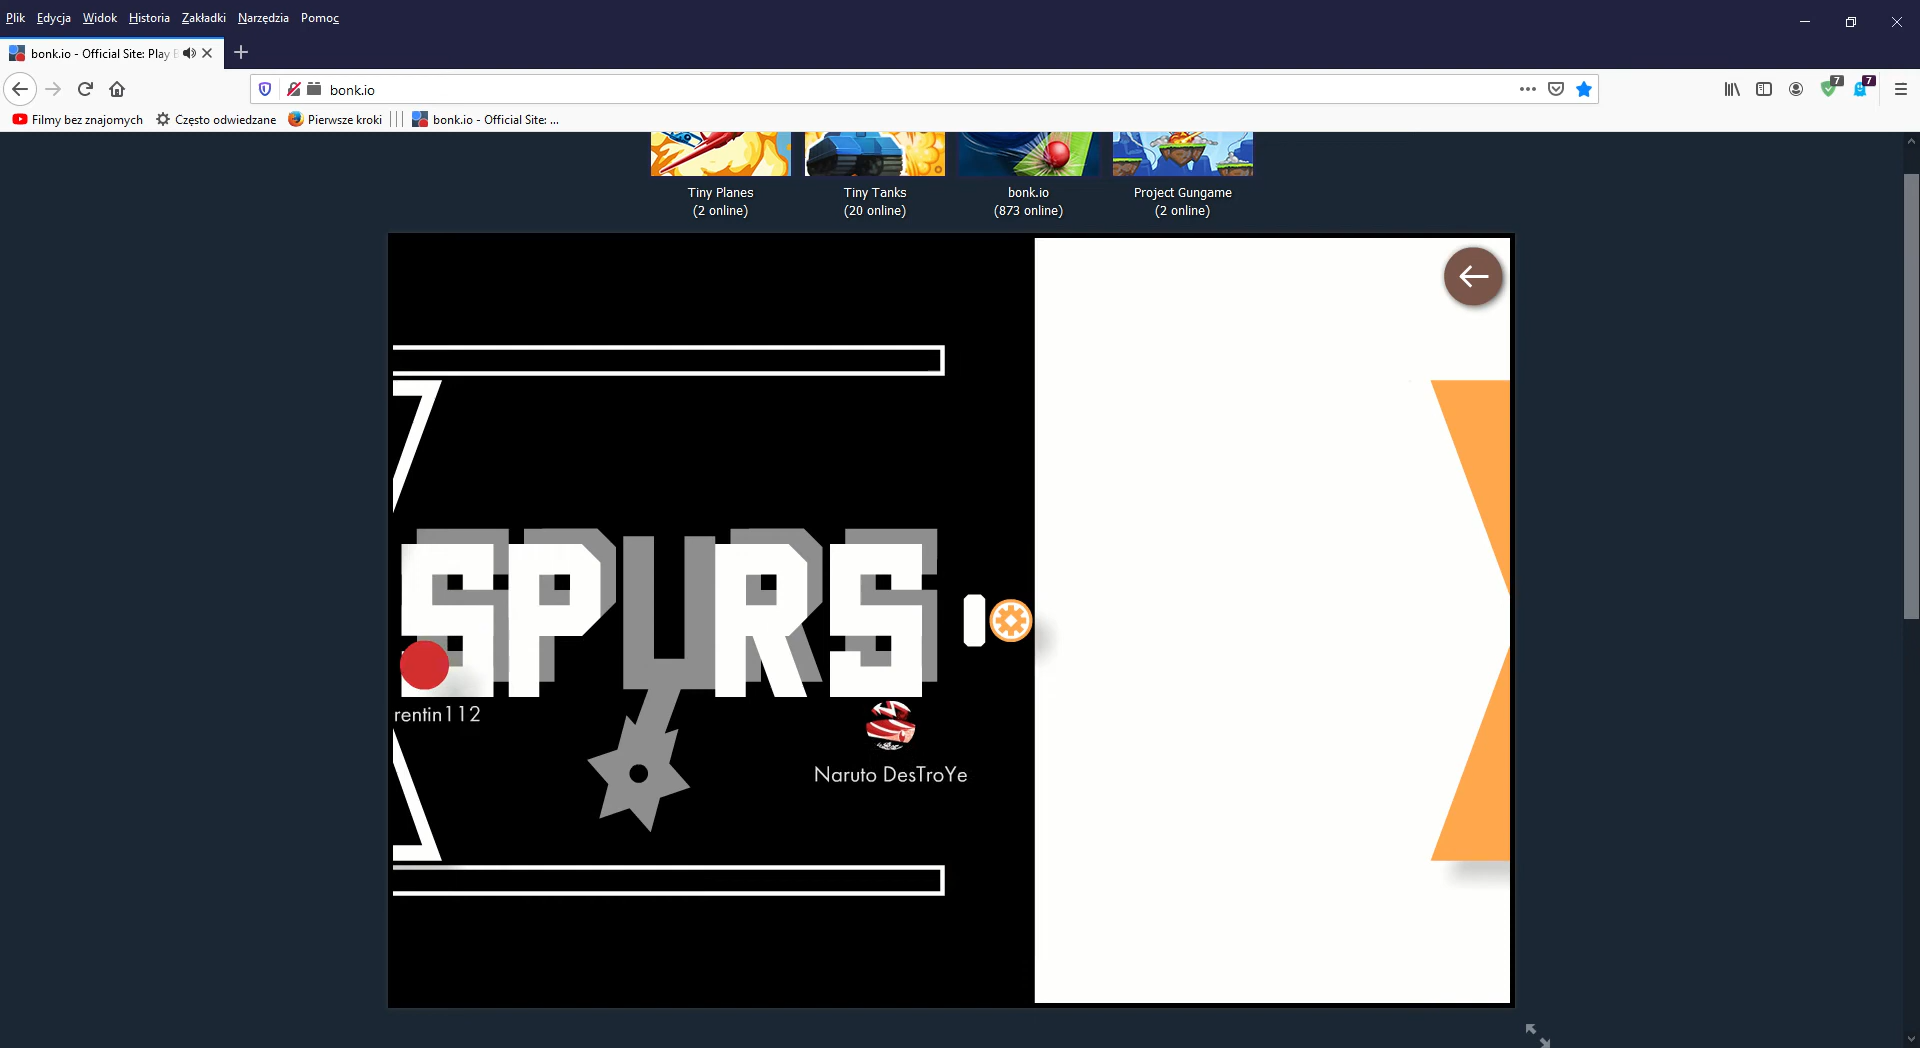 Plik Edycja Widok Historia Zakładki Narzędzia Pomoc
bonk.io - Official Site: Play B
bonk.io
7 7
Filmy bez znajomych Często odwiedzane Pierwsze kroki bonk.io - Official Site: ...
Tiny Planes
(2 online)
Tiny Tanks
(20 online)
bonk.io
(873 online)
Project Gungame
(2 online)
SPURS
rentin112
Naruto DesTroYe